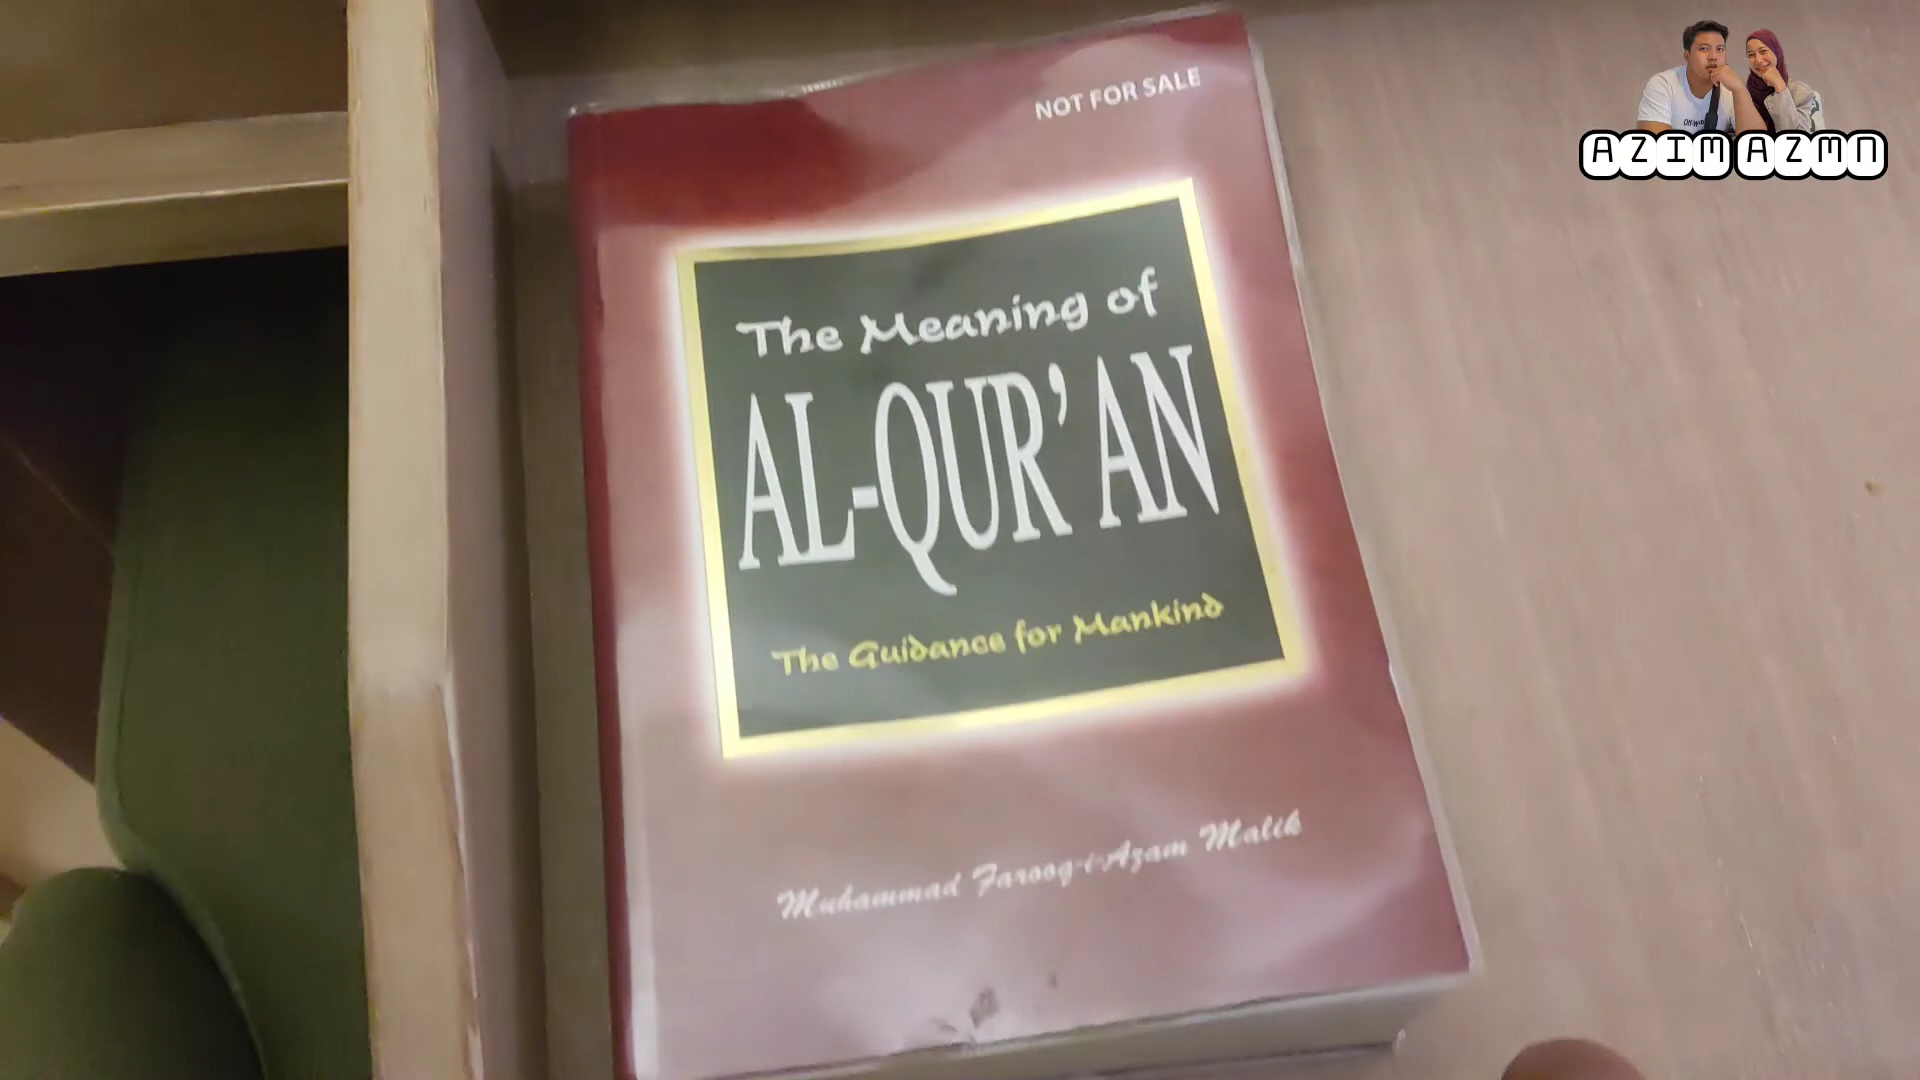 NOT FOR SALE
AZIM AZMN
The Meaning of
AL-QUR'AN
The Guidance for Mankind
Muhammad Farooq-i-Azam Malik